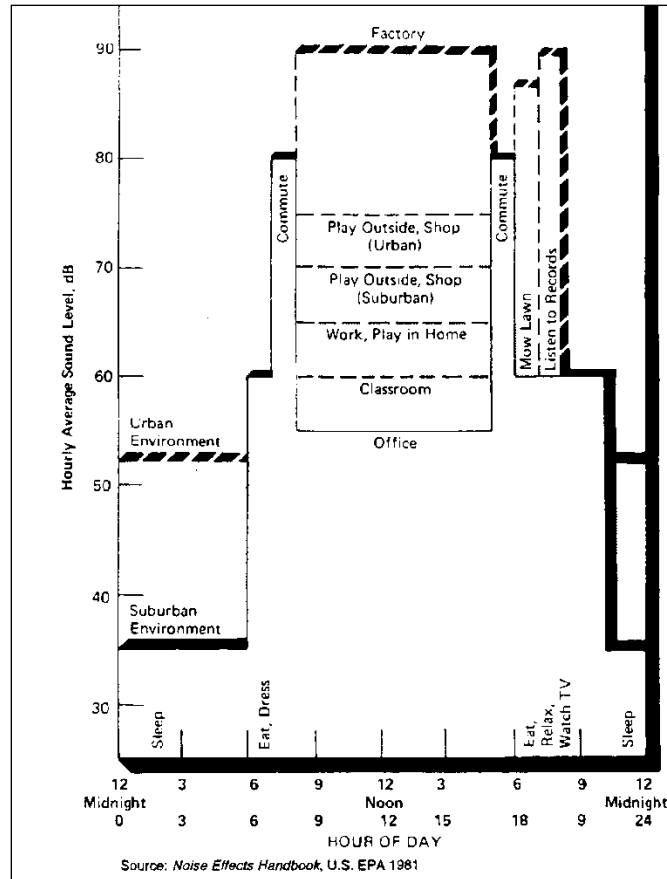 90
Factory
80
Commute
Commute
Play Outside, Shop
(Urban)
70
Play Outside, Shop
(Suburban)
Mow Lawn
Listen to Records
Hourly Average Sound Level, dB
Work, Play in Home
60
Classroom
Urban
Environment
Office
50
40
Suburban
Environment
30
Sleep
Eat, Dress
Eat,
Relax,
Watch TV
Sleep
12 3 6 9 12 3 6 9 12
Midnight Noon Midnight
0 3 6 9 12 15 18 9 24
HOUR OF DAY
Source: Noise Effects Handbook, U.S. EPA 1981